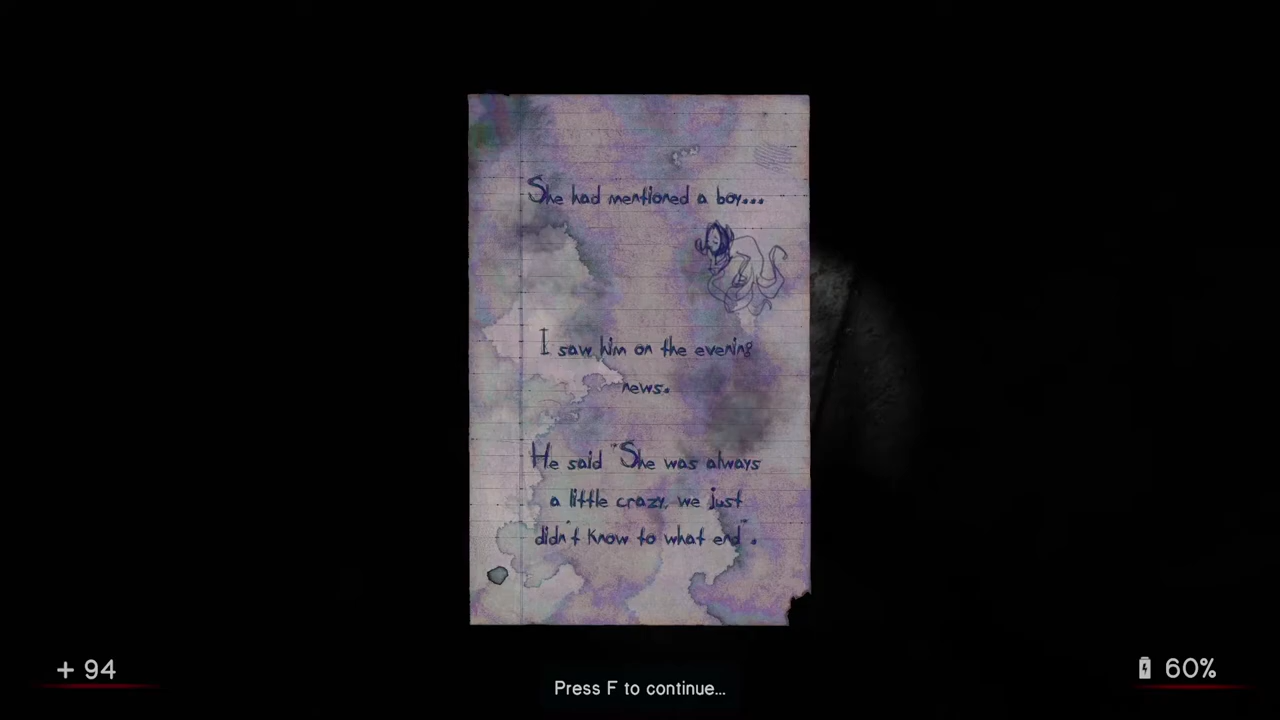 She had mentioned a boy...
I saw him on the evening
news.
He said "She was always
a little crazy, we just
didn't know to what end".
+ 94
60%
Press F to continue...